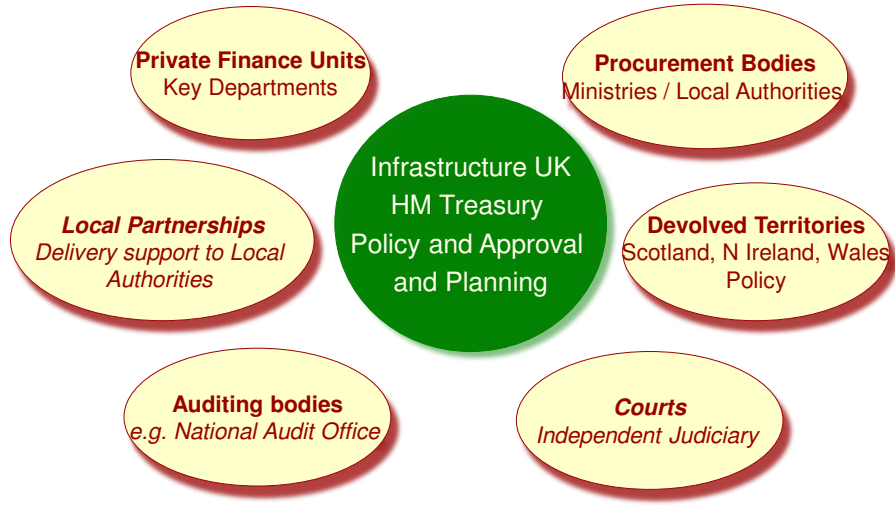 Private Finance Units
Key Departments
Procurement Bodies
Ministries / Local Authorities
Infrastructure UK
HM Treasury
Policy and Approval
and Planning
Local Partnerships
Delivery support to Local
Authorities
Devolved Territories
Scotland, N Ireland, Wales
Policy
Auditing bodies
e.g. National Audit Office
Courts
Independent Judiciary